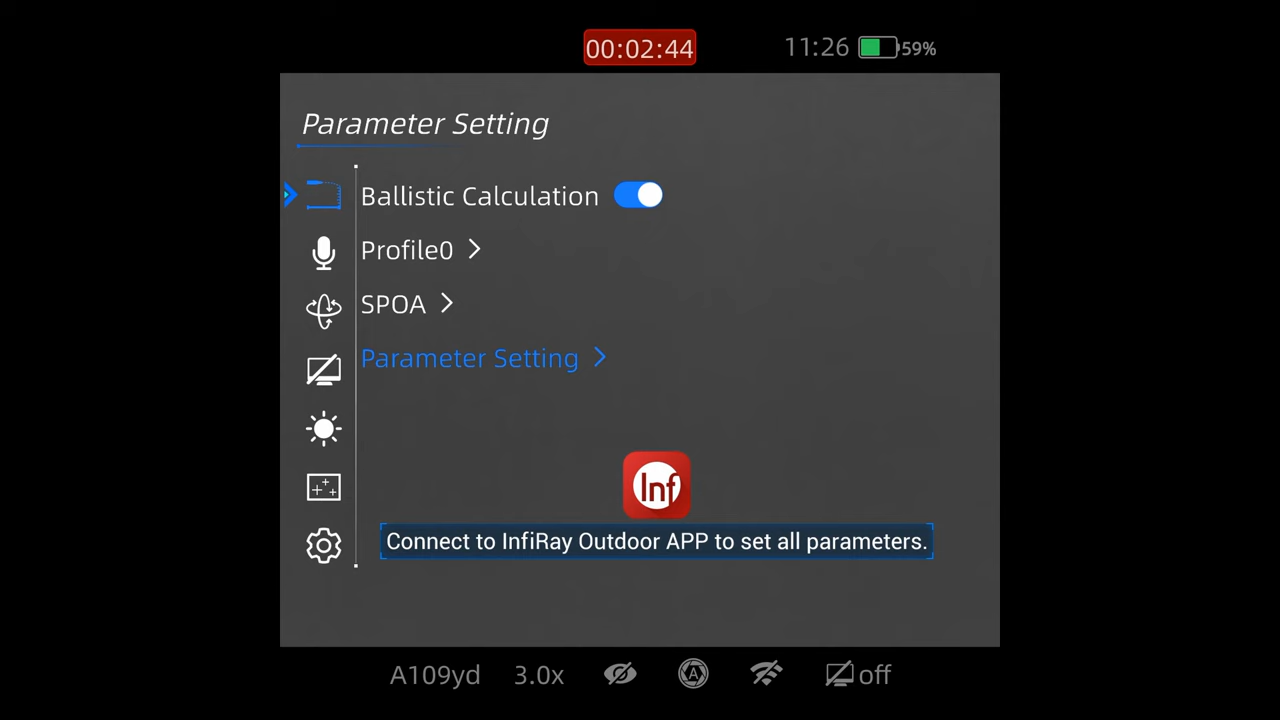 00:02:44
11:26 59%
Parameter Setting
Ballistic Calculation
Profile0
SPOA
Parameter Setting
Inf
Connect to InfiRay Outdoor APP to set all parameters.
A109yd 3.0x A off